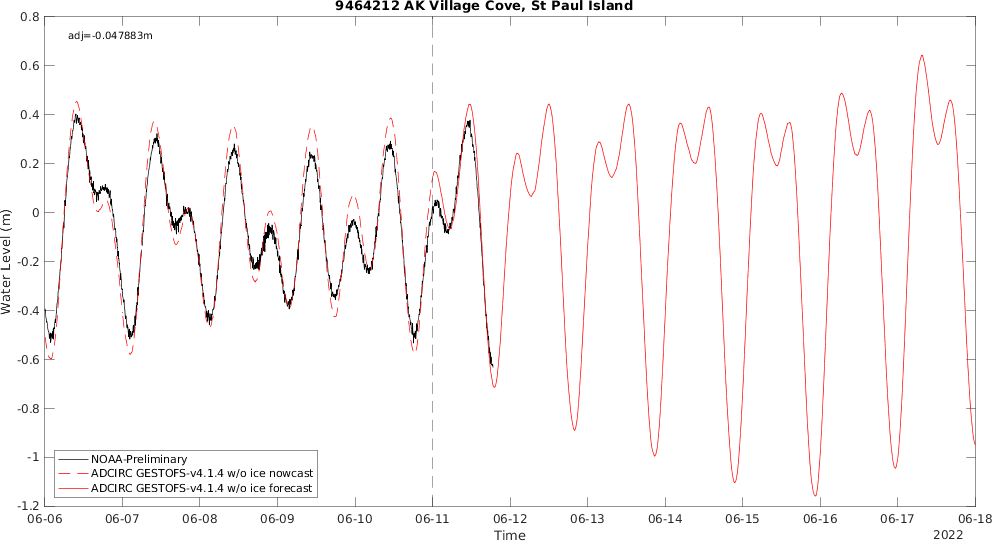 9464212 AK Village Cove, St Paul Island
adj=-0.047883m
0.8
0.6
0.4
0.2
0
-0.2
-0.4
-0.6
-0.8
-1
-1.2
Water Level (m)
NOAA-Preliminary
ADCIRC GESTOFS-v4.1.4 w/o ice nowcast
ADCIRC GESTOFS-v4.1.4 w/o ice forecast
06-06 06-07 06-08 06-09 06-10 06-11 06-12 06-13 06-14 06-15 06-16 06-17 06-18
Time
2022